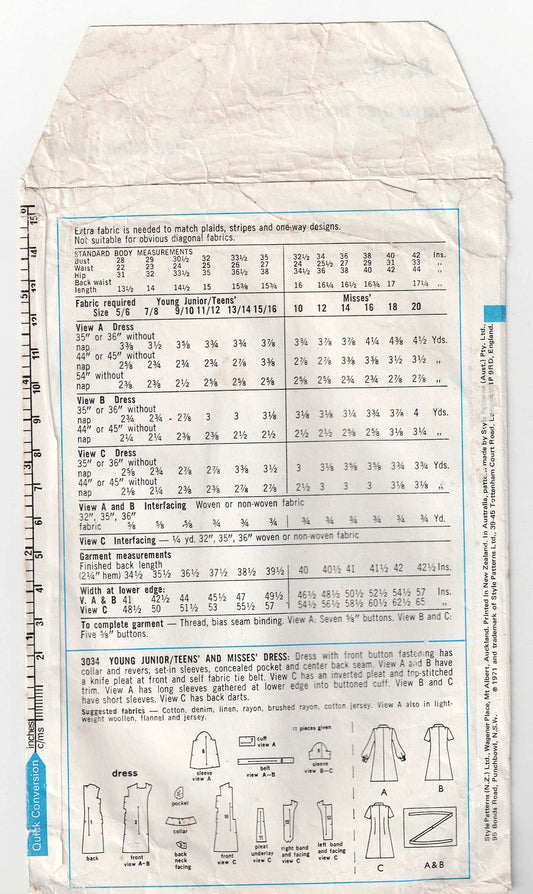 Extra fabric is needed to match plaids, stripes and one-way designs.
Not suitable for obvious diagonal fabrics.
STANDARD BODY MEASUREMENTS
Bust 28 29 30½ 32 33½ 35 32½ 34 36 38 40 42 Ins.
Waist 22 23 24 25 26 27 24 25½ 27 29 31 33 "
Hip 31 32 33½ 35 36½ 38 34½ 36 38 40 42 44 "
Back waist
length 13½ 14 14½ 15 15⅜ 15¾ 16 16¼ 16½ 16¾ 17 17¼ "
Fabric required Young Junior/Teens' Misses'
Size 5/6 7/8 9/10 11/12 13/14 15/16 10 12 14 16 18 20
View A Dress
35" or 36" without
nap 3⅜ 3½ 3⅝ 3¾ 3¾ 3⅞ 3¾ 3⅞ 3⅞ 4¼ 4⅜ 4½ Yds.
44" or 45" without
nap 2⅝ 2¾ 2¾ 2⅞ 2⅞ 2⅞ 2⅞ 2⅞ 3⅜ 3⅜ 3½ 3½ "
54" without
nap 2⅜ 2⅜ 2½ 2⅝ 2⅝ 2⅝ 2⅝ 2⅝ 2¾ 2¾ 2⅞ 2⅞ "
View B Dress
35" or 36" without
nap 2¾ 2¾ 2⅞ 3 3 3⅛ 3⅛ 3⅛ 3¼ 3¾ 3⅞ 4 Yds.
44" or 45" without
nap 2¼ 2¼ 2⅜ 2⅜ 2½ 2½ 2½ 2½ 2⅝ 2⅝ 3⅛ 3¼ "
View C Dress
35" or 36" without
nap 2⅝ 2¾ 2⅞ 2⅞ 3⅜ 3½ 3 3⅛ 3⅝ 3⅝ 3¾ 3¾ Yds.
44" or 45" without
nap 2⅛ 2¼ 2⅜ 2⅜ 2⅞ 2⅞ 2½ 3 3 3 3⅛ 3⅛ "
View A and B Interfacing Woven or non-woven fabric
32", 35", 36"
fabric ⅝ ⅝ ⅝ ¾ ¾ ¾ ¾ ¾ ¾ ¾ ¾ ¾ Yd.
View C Interfacing — ¼ yd. 32", 35", 36" woven or non-woven fabric
Garment measurements
Finished back length
(2¼" hem) 34½ 35½ 36½ 37½ 38½ 39½ 40 40½ 41 41½ 42 42½ Ins.
Width at lower edge:
V. A & B 41 42½ 44 45½ 47 49½ 46½ 48½ 50½ 52½ 54½ 57 Ins.
View C 48½ 50 51½ 53 55½ 57 54½ 56½ 58½ 60½ 62½ 65 "
To complete garment — Thread, bias seam binding. View A: Seven ⅝" buttons. View B and C:
Five ⅝" buttons.
3034 YOUNG JUNIOR/TEENS' AND MISSES' DRESS: Dress with front button fastening has
collar and revers, set-in sleeves, concealed pocket and center back seam. View A and B have
a knife pleat at front and self fabric tie belt. View C has an inverted pleat and top-stitched
trim. View A has long sleeves gathered at lower edge into buttoned cuff. View B and C
have short sleeves. View C has back darts.
Suggested fabrics — Cotton, denim, linen, rayon, brushed rayon, cotton jersey. View A also in light-
weight woollen, flannel and jersey.
13 pieces given
dress
1
back
2
front
view A-B
pocket
collar
back
neck
facing
6
sleeve
view A
cuff
view A
belt
view A-B
sleeve
view B-C
10
front
view C
11
pleat
underlay
view C
right band
and facing
view C
left band
and facing
view C
A
B
C
A&B
Style Patterns (N.Z.) Ltd., Wagener Place, Mt Albert, Auckland. Printed in New Zealand. In Australia, made by Style (Aust.) Pty. Ltd.,
95 Bonds Road, Punchbowl, N.S.W. © 1971 and trademark of Style Patterns Ltd., 39-45 Tottenham Court Road, 1P 9RD, England.
Quick Conversion
inches
c/ms
1 2 3 4 5 6
1 2 3 4 5 6 7 8 9 10 11 12 13 14 15